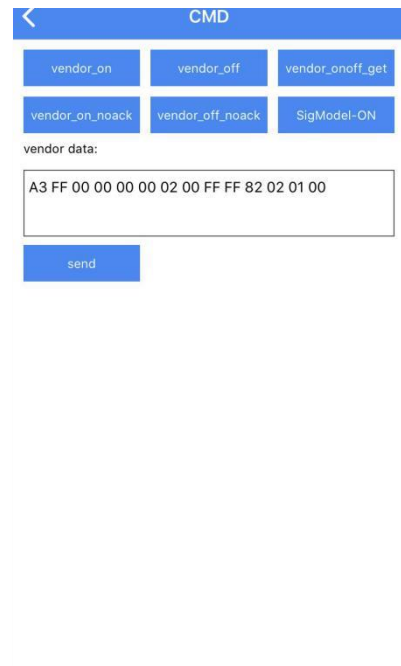 CMD
vendor_on vendor_off vendor_onoff_get
vendor_on_noack vendor_off_noack SigModel-ON
vendor data:
A3 FF 00 00 00 00 02 00 FF FF 82 02 01 00
send